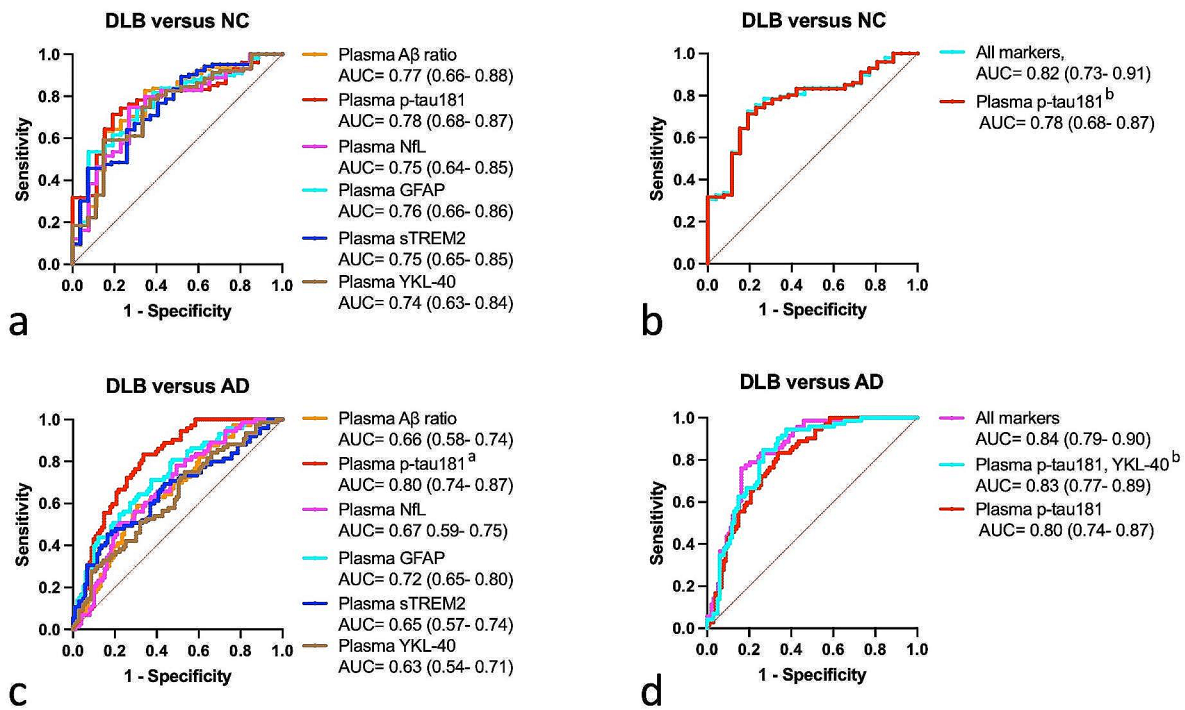 DLB versus NC
Sensitivity
1.0
0.8
0.6
0.4
0.2
0.0
0.0 0.2 0.4 0.6 0.8 1.0
1 - Specificity
Plasma Aβ ratio
AUC= 0.77 (0.66- 0.88)
Plasma p-tau181
AUC= 0.78 (0.68- 0.87)
Plasma NfL
AUC= 0.75 (0.64- 0.85)
Plasma GFAP
AUC= 0.76 (0.66- 0.86)
Plasma sTREM2
AUC= 0.75 (0.65- 0.85)
Plasma YKL-40
AUC= 0.74 (0.63- 0.84)
a
DLB versus NC
Sensitivity
1.0
0.8
0.6
0.4
0.2
0.0
0.0 0.2 0.4 0.6 0.8 1.0
1 - Specificity
All markers,
AUC= 0.82 (0.73- 0.91)
Plasma p-tau181 b
AUC= 0.78 (0.68- 0.87)
b
DLB versus AD
Sensitivity
1.0
0.8
0.6
0.4
0.2
0.0
0.0 0.2 0.4 0.6 0.8 1.0
1 - Specificity
Plasma Aβ ratio
AUC= 0.66 (0.58- 0.74)
Plasma p-tau181 a
AUC= 0.80 (0.74- 0.87)
Plasma NfL
AUC= 0.67 0.59- 0.75)
Plasma GFAP
AUC= 0.72 (0.65- 0.80)
Plasma sTREM2
AUC= 0.65 (0.57- 0.74)
Plasma YKL-40
AUC= 0.63 (0.54- 0.71)
c
DLB versus AD
Sensitivity
1.0
0.8
0.6
0.4
0.2
0.0
0.0 0.2 0.4 0.6 0.8 1.0
1 - Specificity
All markers
AUC= 0.84 (0.79- 0.90)
Plasma p-tau181, YKL-40 b
AUC= 0.83 (0.77- 0.89)
Plasma p-tau181
AUC= 0.80 (0.74- 0.87)
d